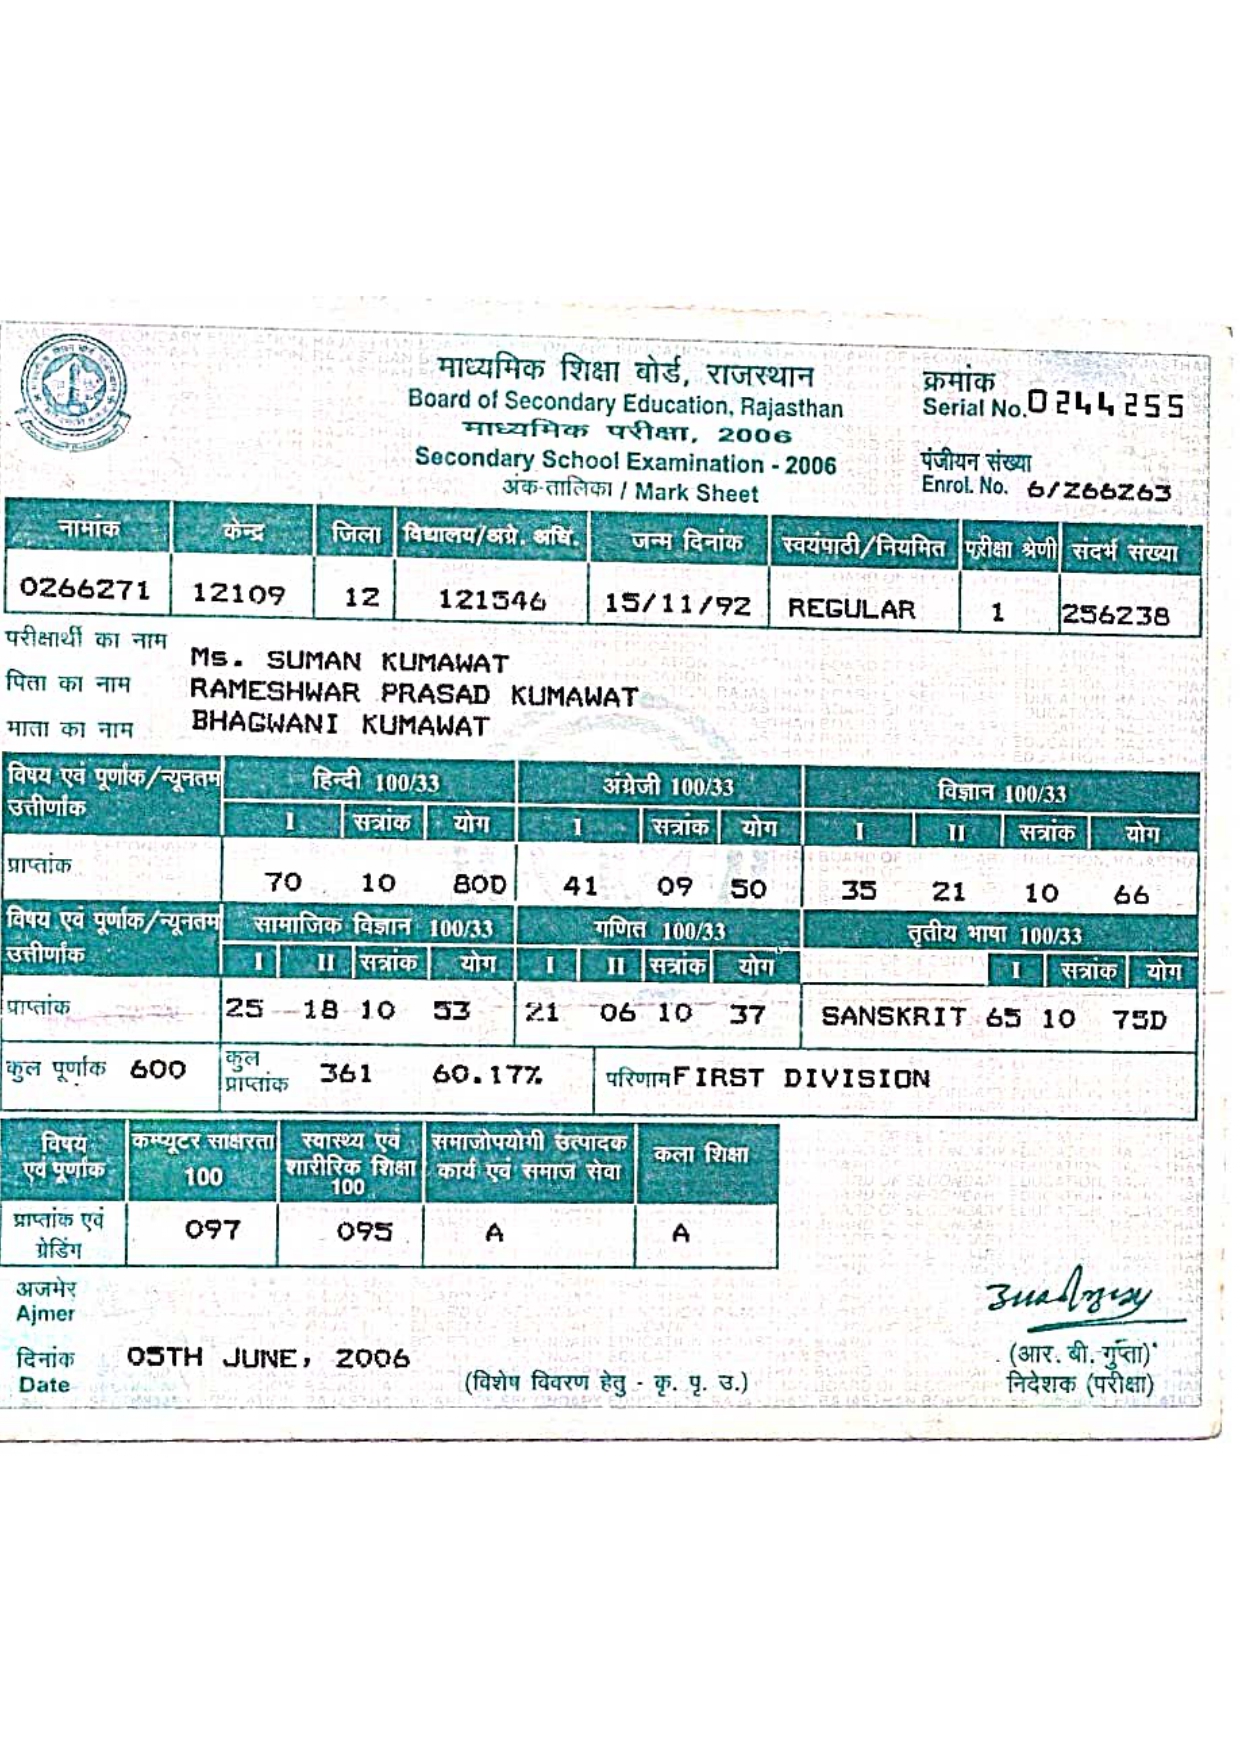 माध्यमिक शिक्षा बोर्ड, राजस्थान
Board of Secondary Education, Rajasthan
माध्यमिक परीक्षा, 2006
Secondary School Examination - 2006
अंक-तालिका / Mark Sheet
क्रमांक
Serial No. 0244255
पंजीयन संख्या
Enrol. No. 6/266263
नामांक केन्द्र जिला विद्यालय/अग्रे. अधि. जन्म दिनांक स्वयंपाठी/नियमित परीक्षा श्रेणी संदर्भ संख्या
0266271 12109 12 121546 15/11/92 REGULAR 1 256238
परीक्षार्थी का नाम Ms. SUMAN KUMAWAT
पिता का नाम RAMESHWAR PRASAD KUMAWAT
माता का नाम BHAGWANI KUMAWAT
विषय एवं पूर्णांक/न्यूनतम उत्तीर्णांक हिन्दी 100/33 अंग्रेजी 100/33 विज्ञान 100/33
I सत्रांक योग I सत्रांक योग I II सत्रांक योग
प्राप्तांक 70 10 80D 41 09 50 35 21 10 66
विषय एवं पूर्णांक/न्यूनतम उत्तीर्णांक सामाजिक विज्ञान 100/33 गणित 100/33 तृतीय भाषा 100/33
I II सत्रांक योग I II सत्रांक योग I सत्रांक योग
प्राप्तांक 25 18 10 53 21 06 10 37 SANSKRIT 65 10 75D
कुल पूर्णांक 600 कुल प्राप्तांक 361 60.17% परिणाम FIRST DIVISION
विषय एवं पूर्णांक कम्प्यूटर साक्षरता 100 स्वास्थ्य एवं शारीरिक शिक्षा 100 समाजोपयोगी उत्पादक कार्य एवं समाज सेवा कला शिक्षा
प्राप्तांक एवं ग्रेडिंग 097 095 A A
अजमेर
Ajmer
दिनांक
Date 05TH JUNE, 2006
(विशेष विवरण हेतु - कृ. पृ. उ.)
(आर. बी. गुप्ता)
निदेशक (परीक्षा)